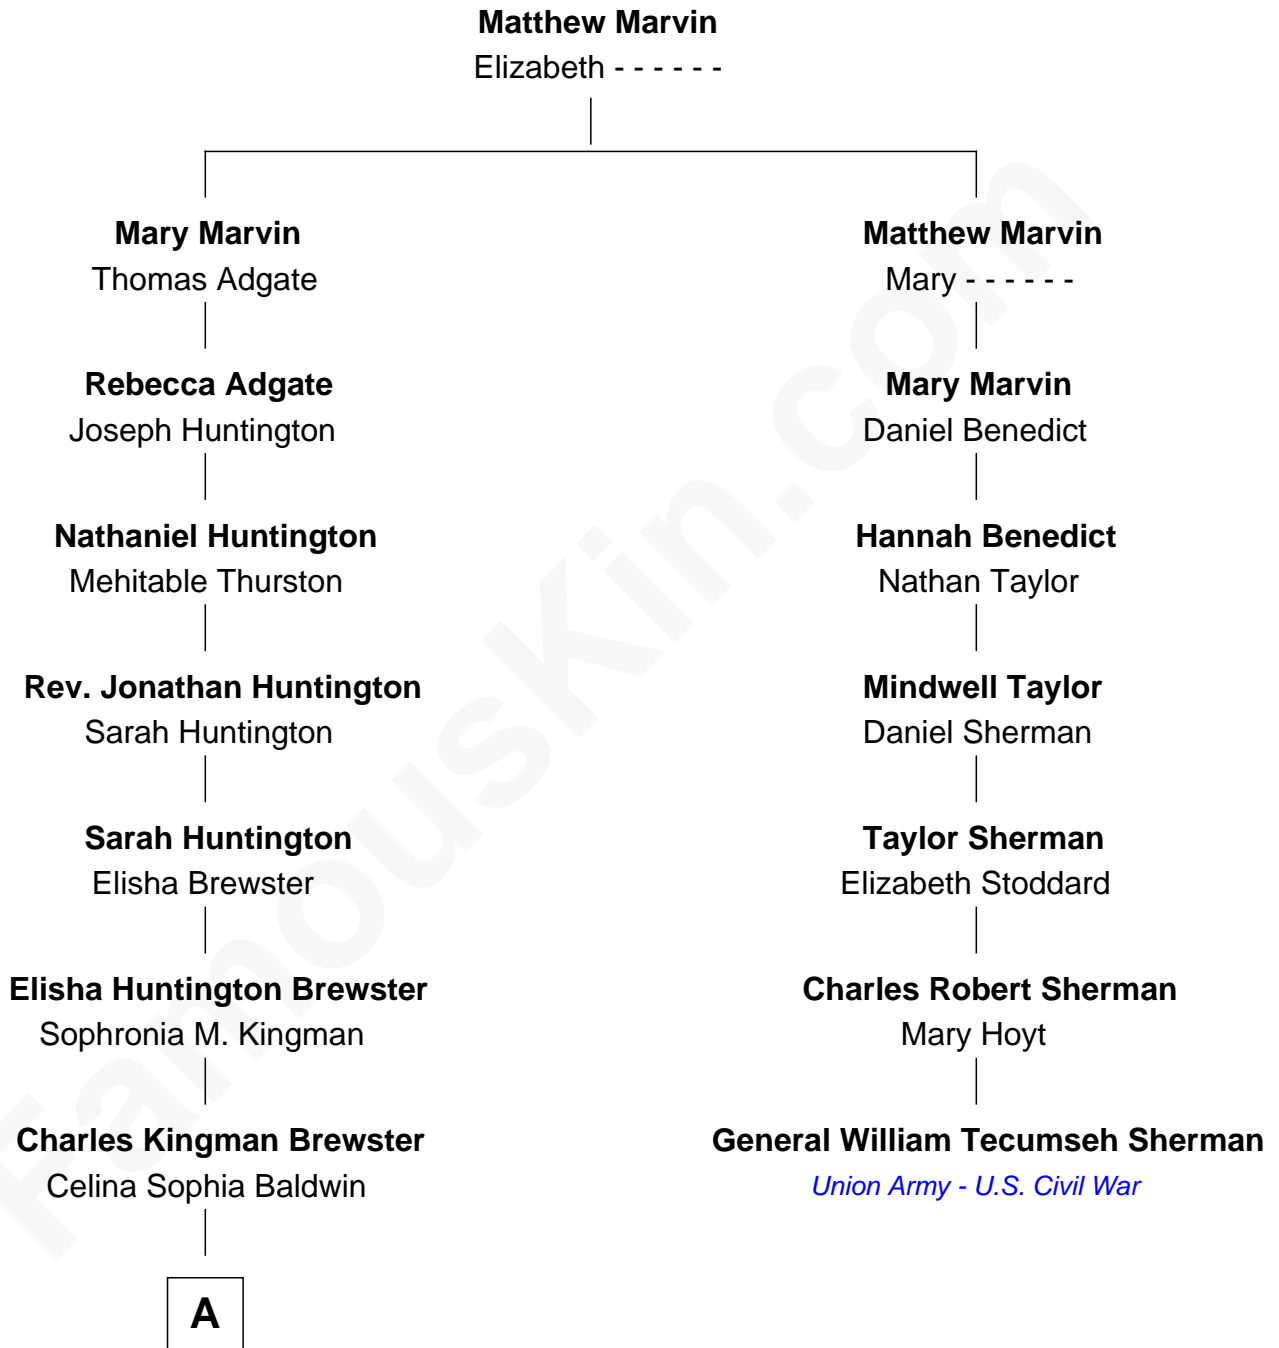 Matthew Marvin
Elizabeth - - - - - -
Mary Marvin
Thomas Adgate
Rebecca Adgate
Joseph Huntington
Nathaniel Huntington
Mehitable Thurston
Rev. Jonathan Huntington
Sarah Huntington
Sarah Huntington
Elisha Brewster
Elisha Huntington Brewster
Sophronia M. Kingman
Charles Kingman Brewster
Celina Sophia Baldwin
A
Matthew Marvin
Mary - - - - - -
Mary Marvin
Daniel Benedict
Hannah Benedict
Nathan Taylor
Mindwell Taylor
Daniel Sherman
Taylor Sherman
Elizabeth Stoddard
Charles Robert Sherman
Mary Hoyt
General William Tecumseh Sherman
Union Army - U.S. Civil War
FamousKin.com